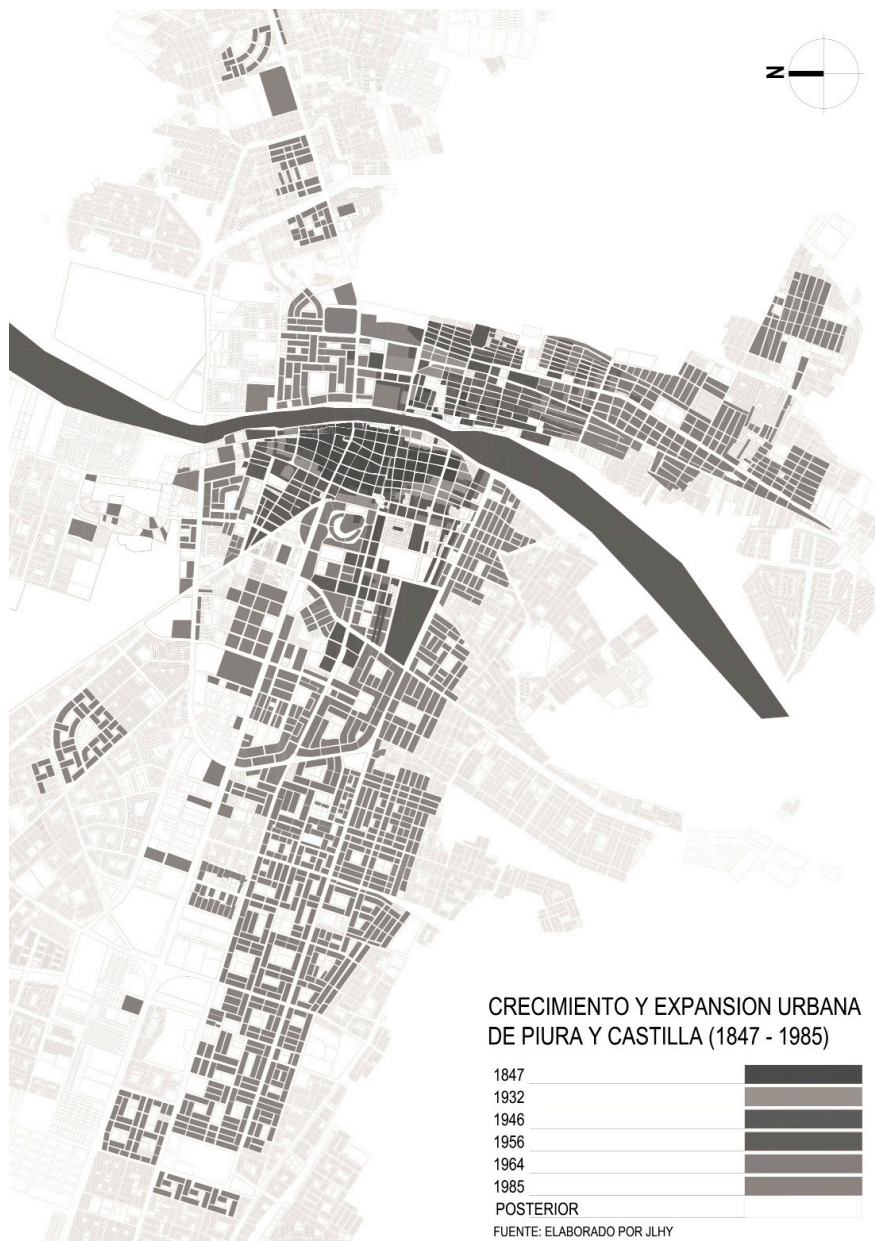 N
CRECIMIENTO Y EXPANSION URBANA
DE PIURA Y CASTILLA (1847 - 1985)
1847
1932
1946
1956
1964
1985
POSTERIOR
FUENTE: ELABORADO POR JLHY